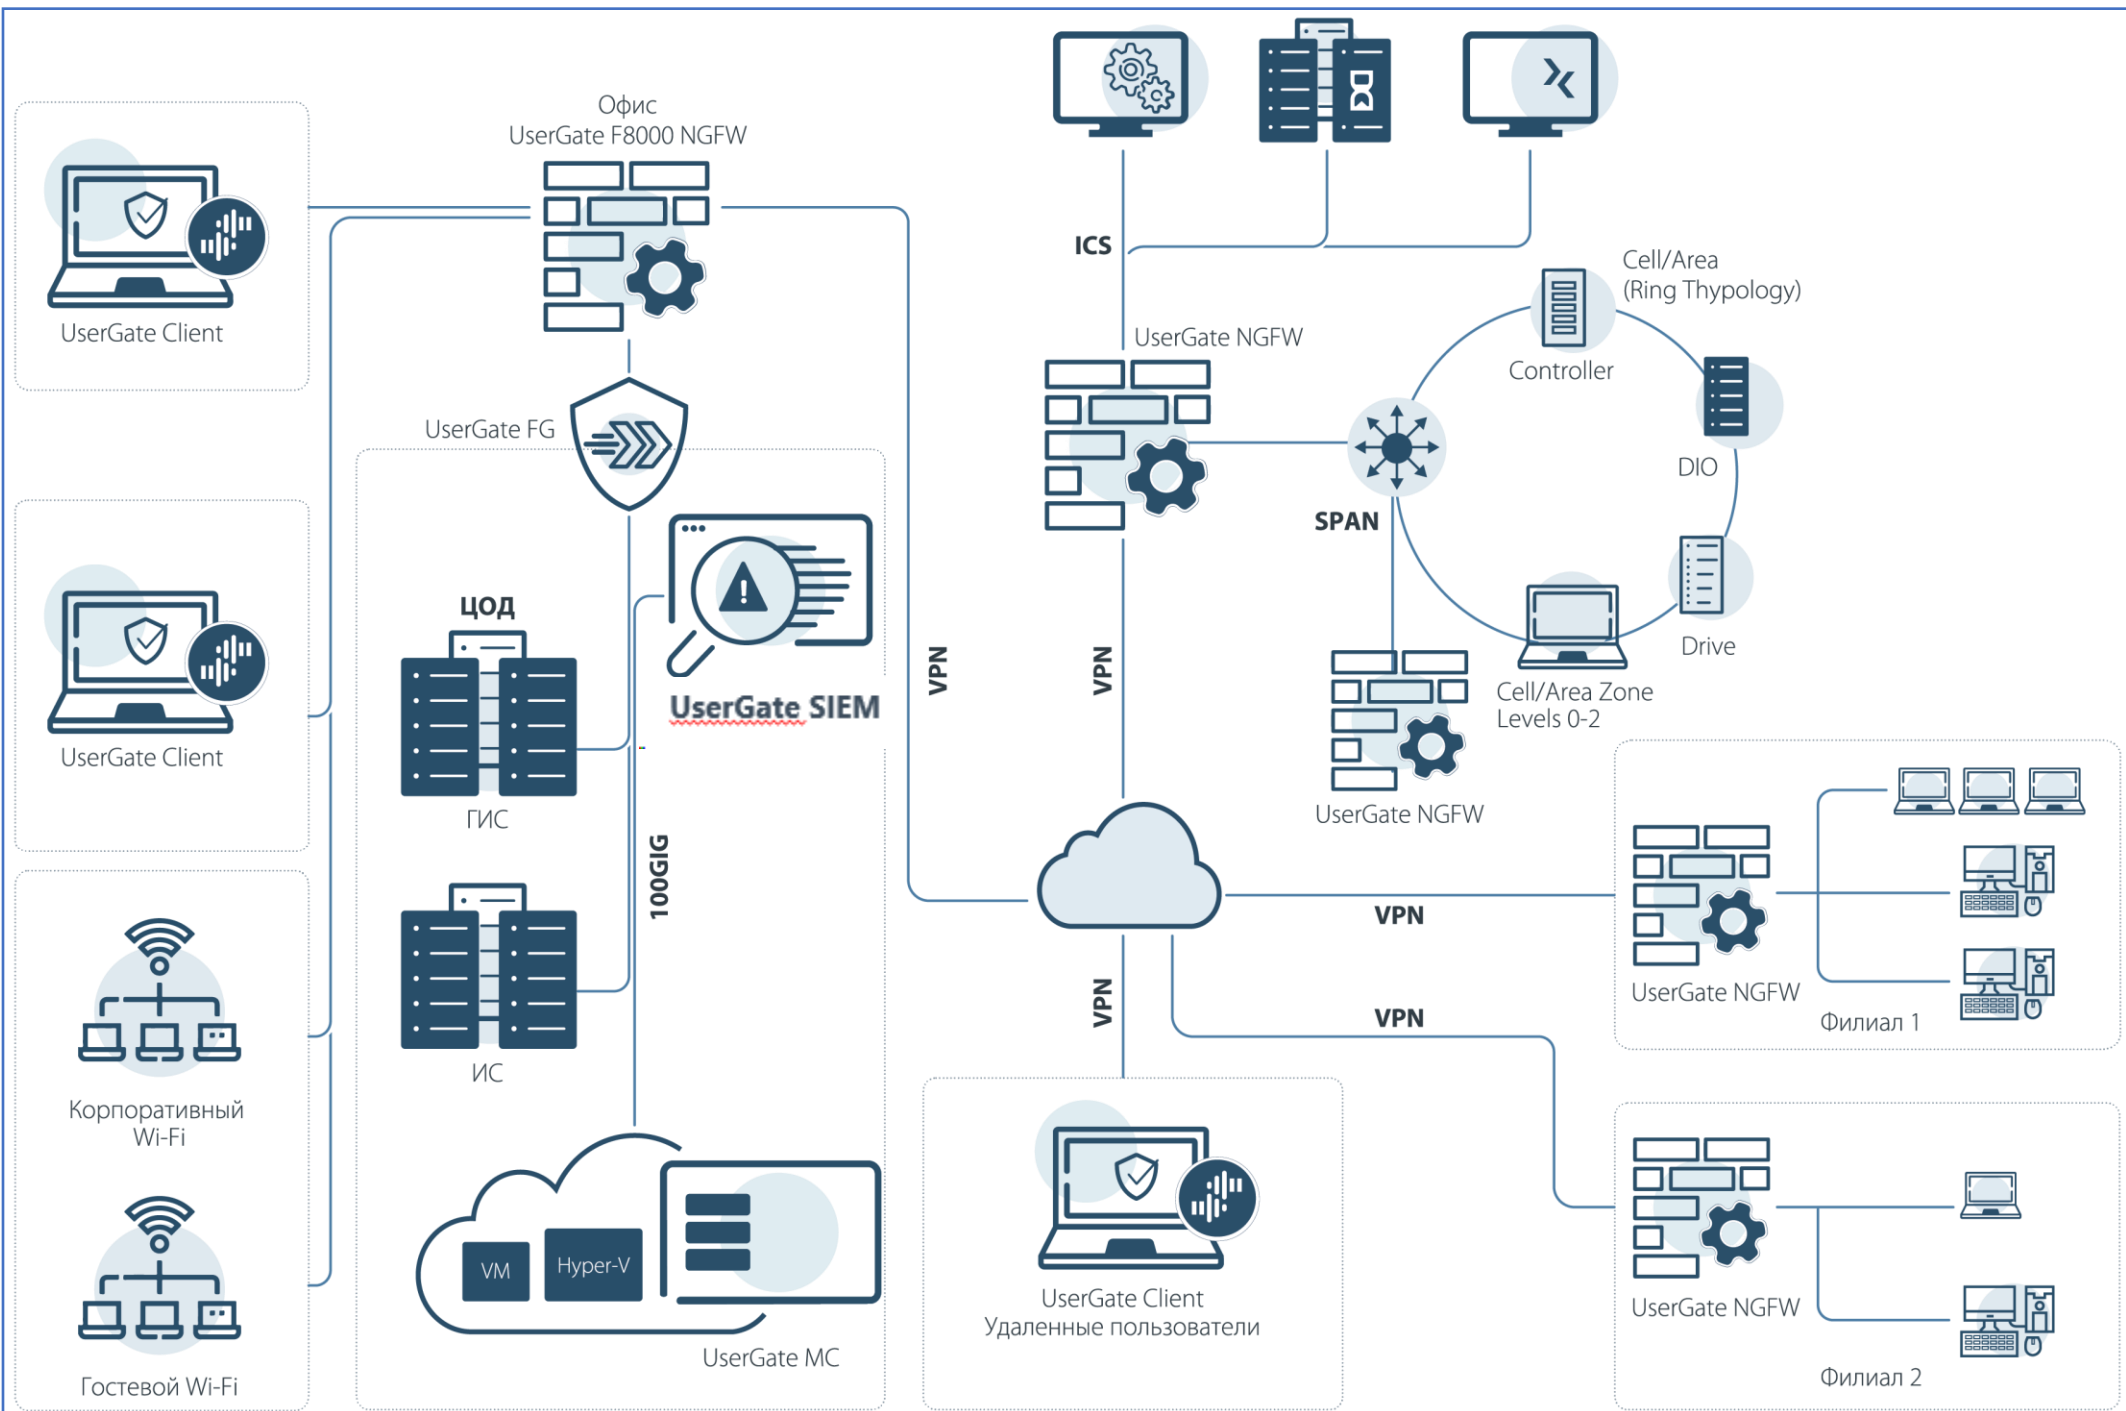 Офис
UserGate F8000 NGFW
UserGate Client
UserGate FG
UserGate Client
ЦОД
UserGate SIEM
ГИС
100GIG
ИС
Корпоративный
Wi-Fi
Гостевой Wi-Fi
VM
Hyper-V
UserGate MC
VPN
ICS
UserGate NGFW
Cell/Area
(Ring Thypology)
Controller
DIO
SPAN
Drive
Cell/Area Zone
Levels 0-2
UserGate NGFW
VPN
VPN
VPN
VPN
UserGate Client
Удаленные пользователи
UserGate NGFW
Филиал 1
UserGate NGFW
Филиал 2